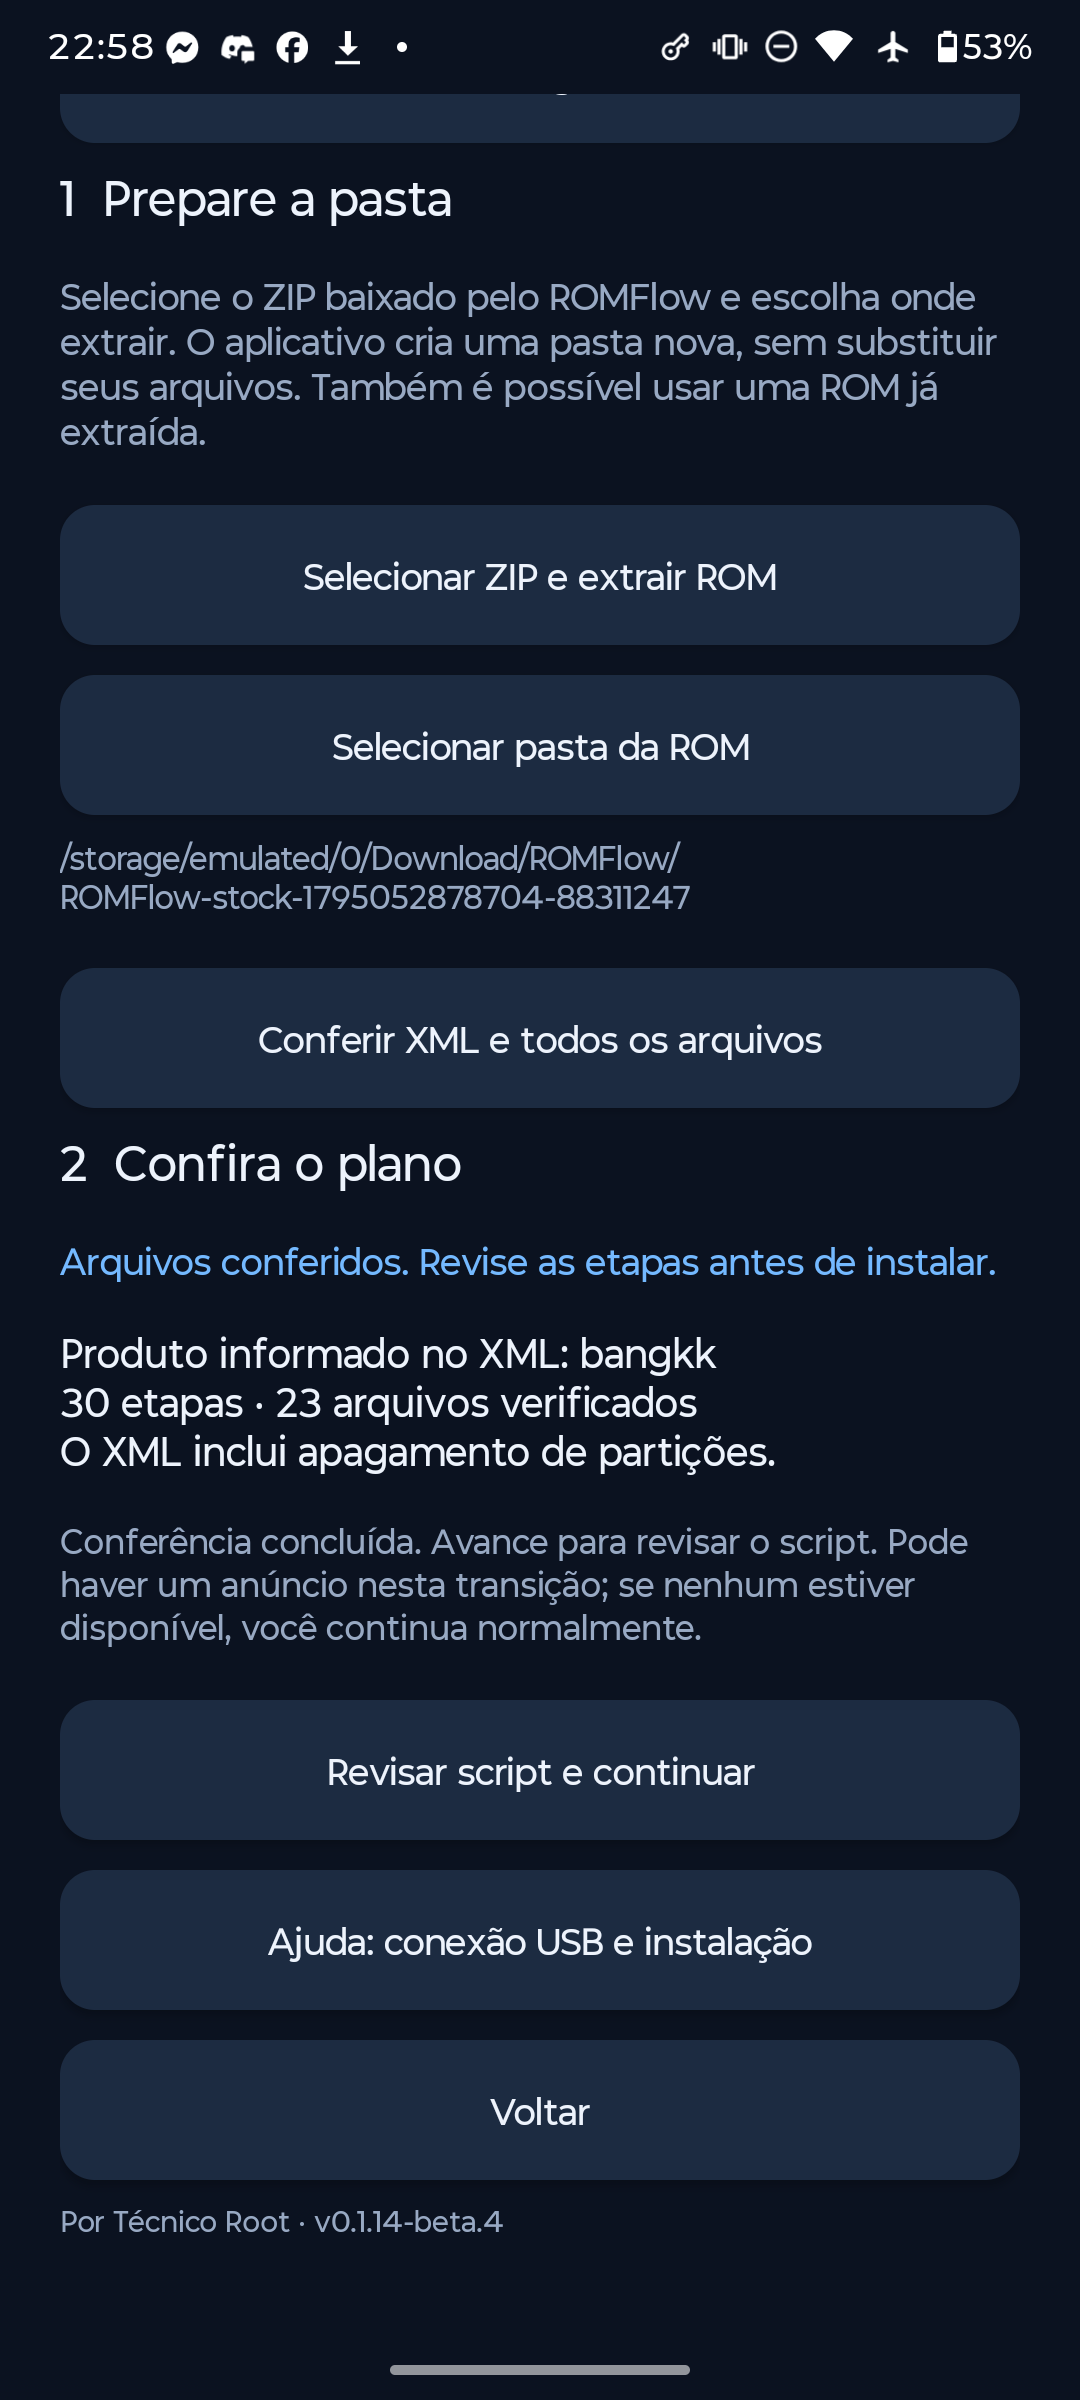 22:58
53%
1 Prepare a pasta
Selecione o ZIP baixado pelo ROMFlow e escolha onde
extrair. O aplicativo cria uma pasta nova, sem substituir
seus arquivos. Também é possível usar uma ROM já
extraída.
Selecionar ZIP e extrair ROM
Selecionar pasta da ROM
/storage/emulated/0/Download/ROMFlow/
ROMFlow-stock-1795052878704-88311247
Conferir XML e todos os arquivos
2 Confira o plano
Arquivos conferidos. Revise as etapas antes de instalar.
Produto informado no XML: bangkk
30 etapas · 23 arquivos verificados
O XML inclui apagamento de partições.
Conferência concluída. Avance para revisar o script. Pode
haver um anúncio nesta transição; se nenhum estiver
disponível, você continua normalmente.
Revisar script e continuar
Ajuda: conexão USB e instalação
Voltar
Por Técnico Root · v0.1.14-beta.4